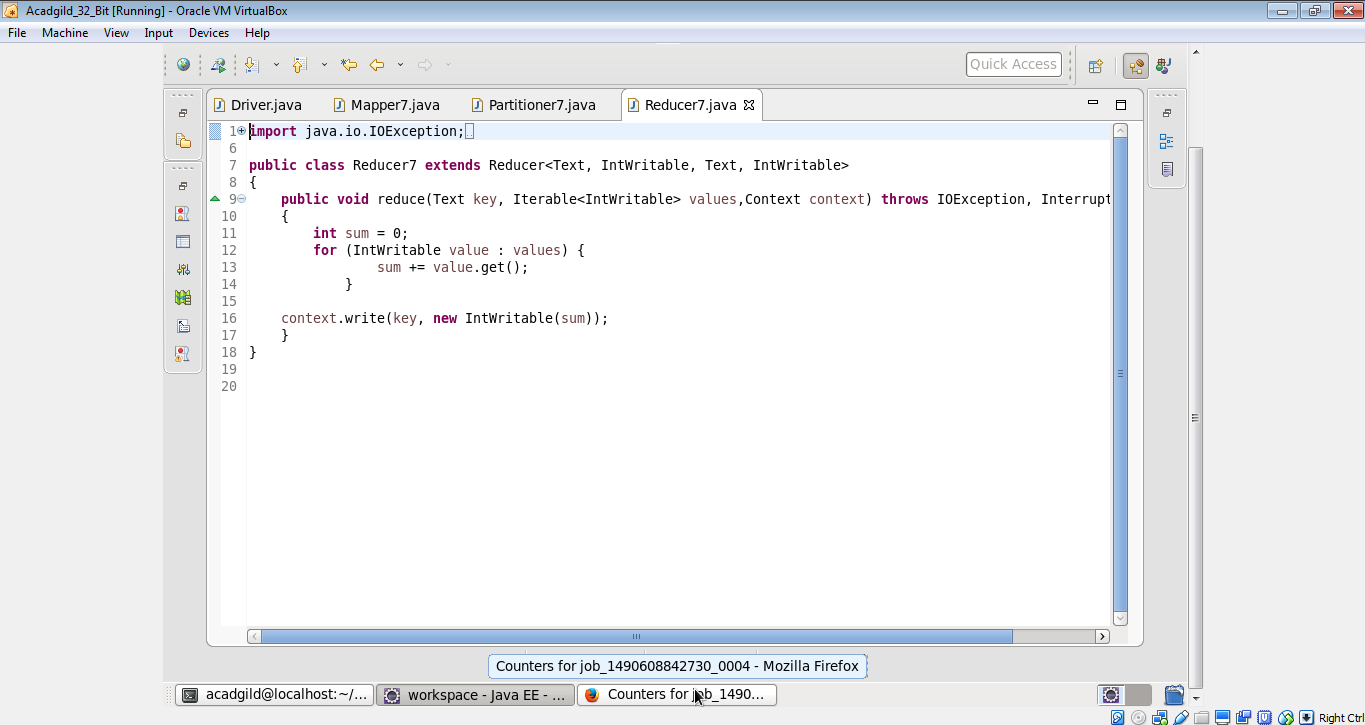 Acadgild_32_Bit [Running] - Oracle VM VirtualBox
File Machine View Input Devices Help
Quick Access
Driver.java Mapper7.java Partitioner7.java Reducer7.java
1 import java.io.IOException;
6
7 public class Reducer7 extends Reducer<Text, IntWritable, Text, IntWritable>
8 {
9 public void reduce(Text key, Iterable<IntWritable> values,Context context) throws IOException, Interrupt
10 {
11 int sum = 0;
12 for (IntWritable value : values) {
13 sum += value.get();
14 }
15
16 context.write(key, new IntWritable(sum));
17 }
18 }
19
20
Counters for job_1490608842730_0004 - Mozilla Firefox
acadgild@localhost:~/... workspace - Java EE - ... Counters for job_1490...
Right Ctrl